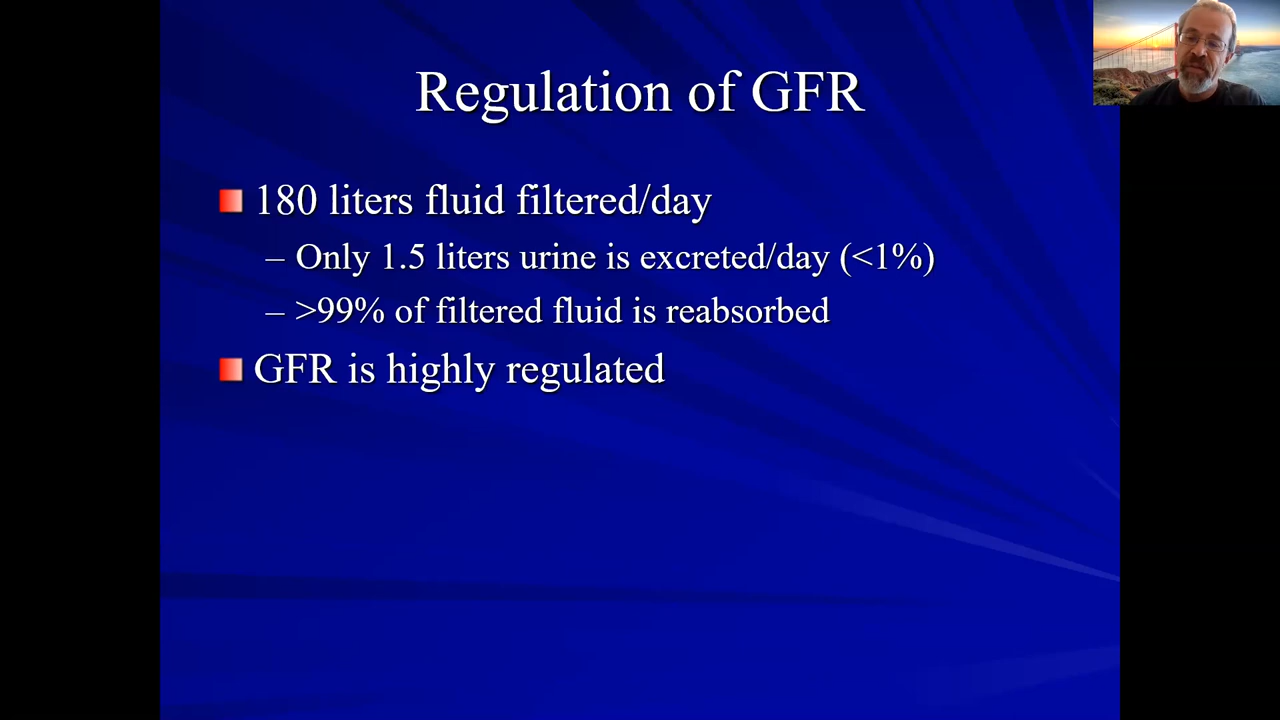 Regulation of GFR
180 liters fluid filtered/day
– Only 1.5 liters urine is excreted/day (<1%)
– >99% of filtered fluid is reabsorbed
GFR is highly regulated